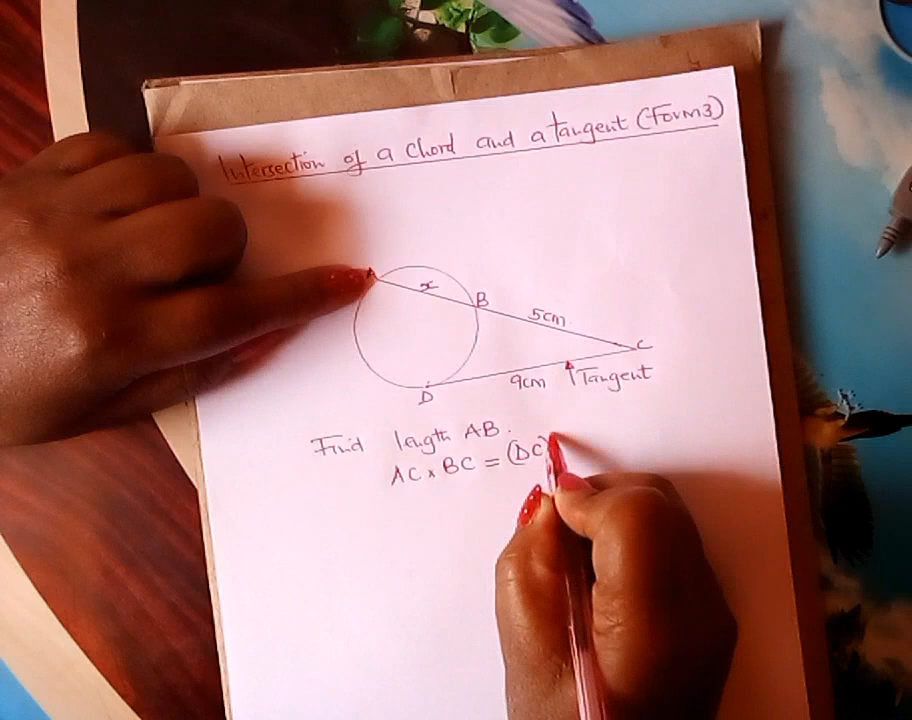 Intersection of a chord and a tangent (Form3)
A
x
B
5cm
C
9cm
Tangent
D
Find length AB.
AC x BC = (DC)